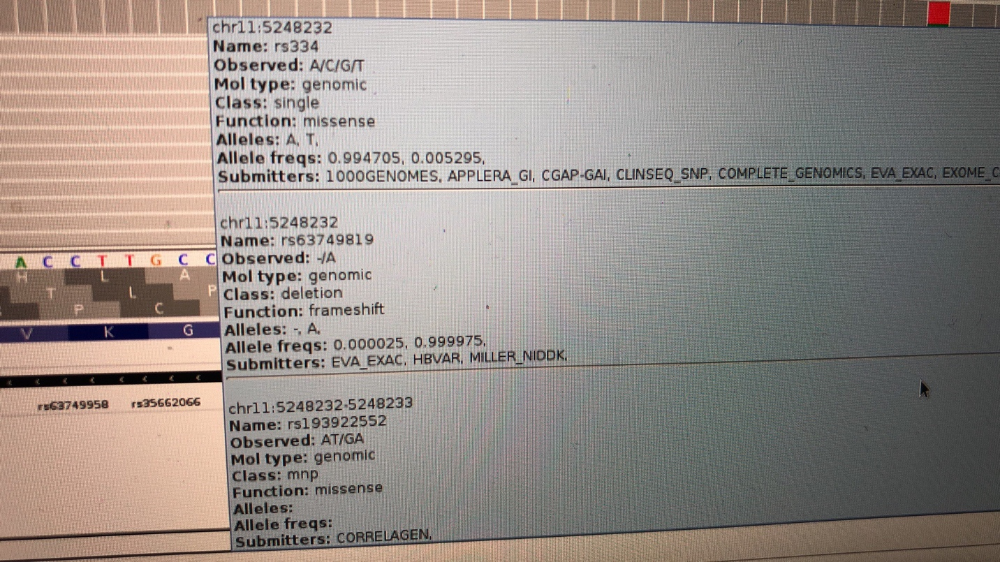 chr11:5248232
Name: rs334
Observed: A/C/G/T
Mol type: genomic
Class: single
Function: missense
Alleles: A, T,
Allele freqs: 0.994705, 0.005295,
Submitters: 1000GENOMES, APPLERA_GI, CGAP-GAI, CLINSEQ_SNP, COMPLETE_GENOMICS, EVA_EXAC, EXOME_C
chr11:5248232
Name: rs63749819
Observed: -/A
Mol type: genomic
Class: deletion
Function: frameshift
Alleles: -, A,
Allele freqs: 0.000025, 0.999975,
Submitters: EVA_EXAC, HBVAR, MILLER_NIDDK,
chr11:5248232-5248233
Name: rs193922552
Observed: AT/GA
Mol type: genomic
Class: mnp
Function: missense
Alleles:
Allele freqs:
Submitters: CORRELAGEN,
G
A C C T T G C C
H L A
T L P
P C
V K G
rs63749958 rs35662066